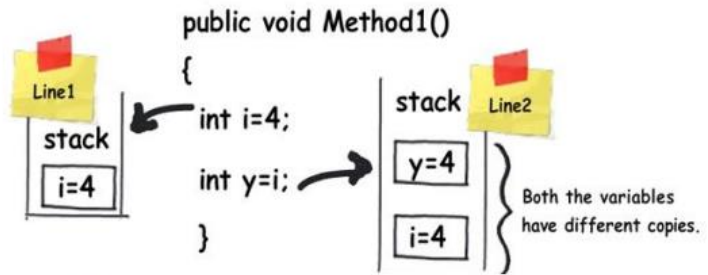 public void Method1()
{
Line1
stack
i=4
int i=4;
int y=i;
}
stack
Line2
y=4
i=4
Both the variables
have different copies.